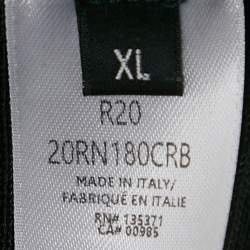 XL
R20
20RN180CRB
MADE IN ITALY/
FABRIQUÉ EN ITALIE
RN# 135371
CA# 00985